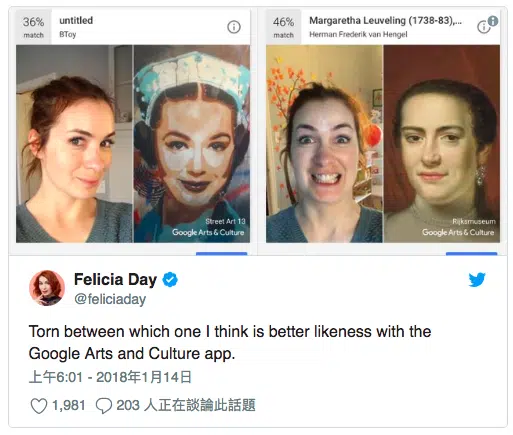 36%
match
untitled
BToy
Street Art 13
Google Arts & Culture
46%
match
Margaretha Leuveling (1738-83),...
Herman Frederik van Hengel
Rijksmuseum
Google Arts & Culture
Felicia Day
@feliciaday
Torn between which one I think is better likeness with the
Google Arts and Culture app.
上午6:01 - 2018年1月14日
1,981 203 人正在談論此話題